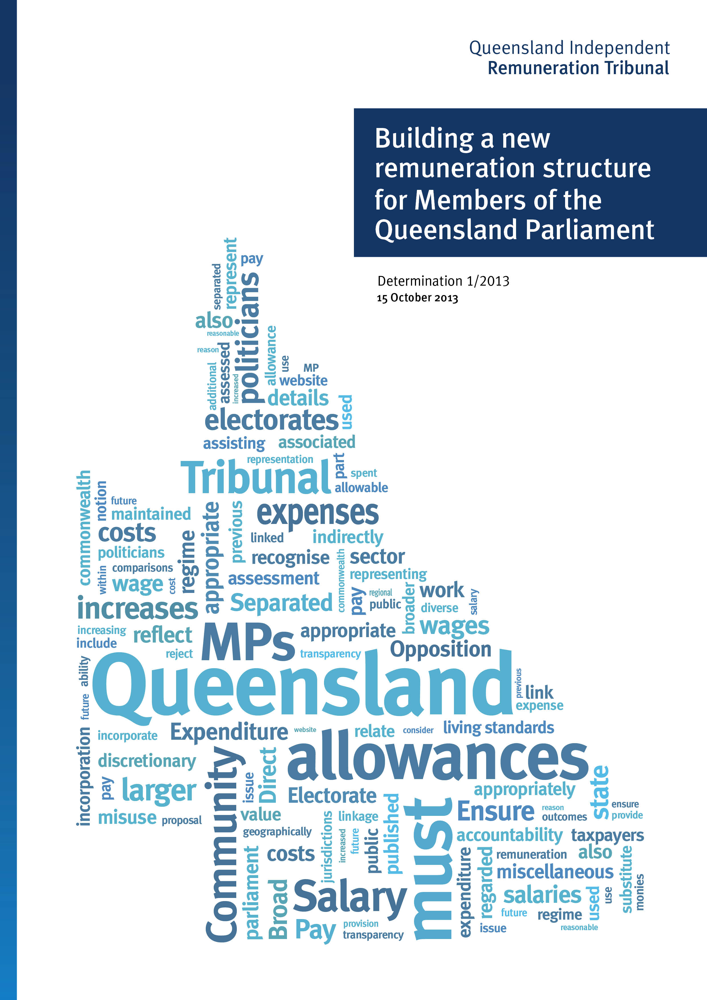 Queensland Independent
Remuneration Tribunal
Building a new
remuneration structure
for Members of the
Queensland Parliament
Determination 1/2013
15 October 2013
separated
represent
pay
politicians
also
reasonable
reason
assessed
additional
increased
allowance
use
MP
website
details
used
electorates
assisting
associated
representation
Tribunal
part
spent
allowable
commonwealth
notion
future
maintained
costs
politicians
within
comparisons
wage
cost
regime
appropriate
previous
expenses
linked
indirectly
recognise
commonwealth
sector
representing
assessment
Separated
pay
regional
public
broader
work
diverse
salary
wages
increases
increasing
include
reflect
reject
MPs
appropriate
transparency
Opposition
ability
Queensland
previous
link
expense
future
incorporation
incorporate
Expenditure
website
relate
consider
living standards
discretionary
allowances
pay
larger
misuse
proposal
Community
issue
Direct
Electorate
value
geographically
jurisdictions
linkage
published
must
appropriately
state
Ensure
reason
outcomes
ensure
provide
accountability
taxpayers
parliament
costs
increased
future
public
expenditure
regarded
remuneration
also
miscellaneous
substitute
monies
Broad
Salary
Pay
provision
transparency
salaries
used
use
future
regime
issue
reasonable